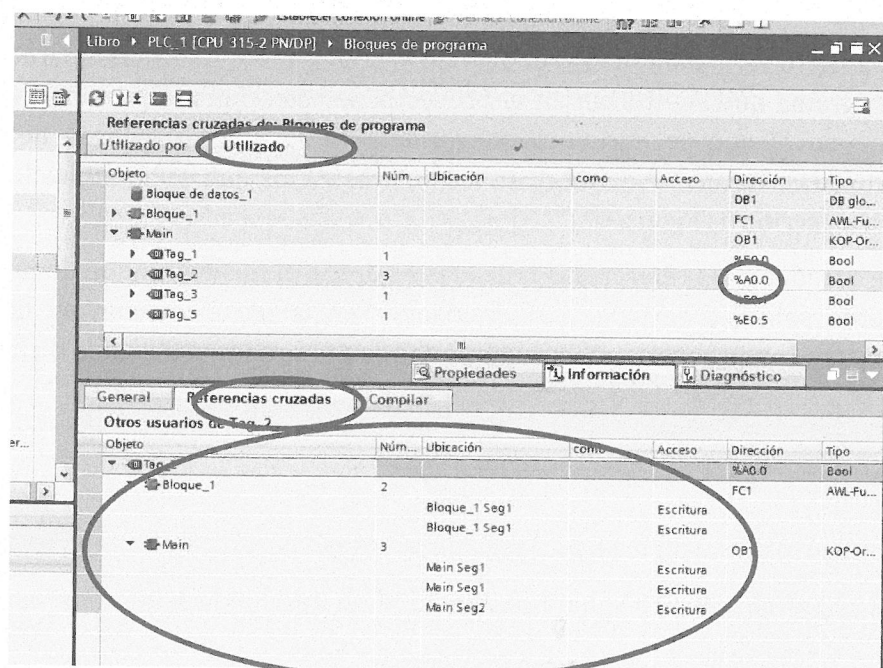 Establecer conexión online Deshacer conexión online
Libro ▸ PLC_1 [CPU 315-2 PN/DP] ▸ Bloques de programa
Referencias cruzadas de: Bloques de programa
Utilizado por Utilizado
Objeto Núm... Ubicación como Acceso Dirección Tipo
Bloque de datos_1 DB1 DB glo...
Bloque_1 FC1 AWL-Fu...
Main OB1 KOP-Or...
Tag_1 1 %E0.0 Bool
Tag_2 3 %A0.0 Bool
Tag_3 1 Bool
Tag_5 1 %E0.5 Bool
Propiedades Información Diagnóstico
General Referencias cruzadas Compilar
Otros usuarios de Tag_2
er...
Objeto Núm... Ubicación como Acceso Dirección Tipo
%A0.0 Bool
Bloque_1 2 FC1 AWL-Fu...
Bloque_1 Seg1 Escritura
Bloque_1 Seg1 Escritura
Main 3 OB1 KOP-Or...
Main Seg1 Escritura
Main Seg1 Escritura
Main Seg2 Escritura